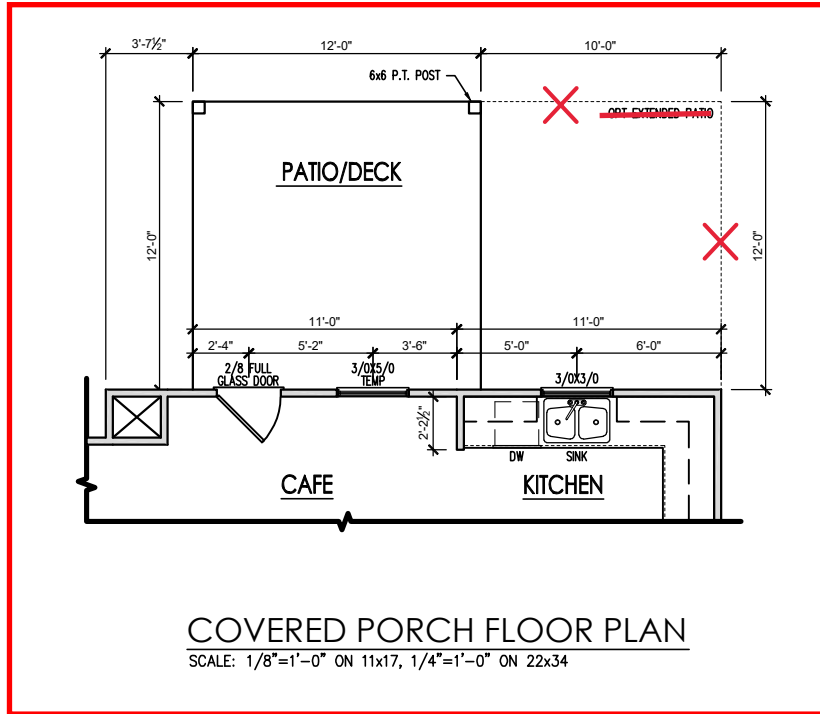 3'-7½" 12'-0" 10'-0"
6x6 P.T. POST
OPT EXTENDED PATIO
PATIO/DECK
12'-0" 12'-0"
11'-0" 11'-0"
2'-4" 5'-2" 3'-6" 5'-0" 6'-0"
2/8 FULL
GLASS DOOR
3/0X5/0
TEMP
3/0X3/0
2'-2½"
DW SINK
CAFE KITCHEN
COVERED PORCH FLOOR PLAN
SCALE: 1/8"=1'-0" ON 11x17, 1/4"=1'-0" ON 22x34